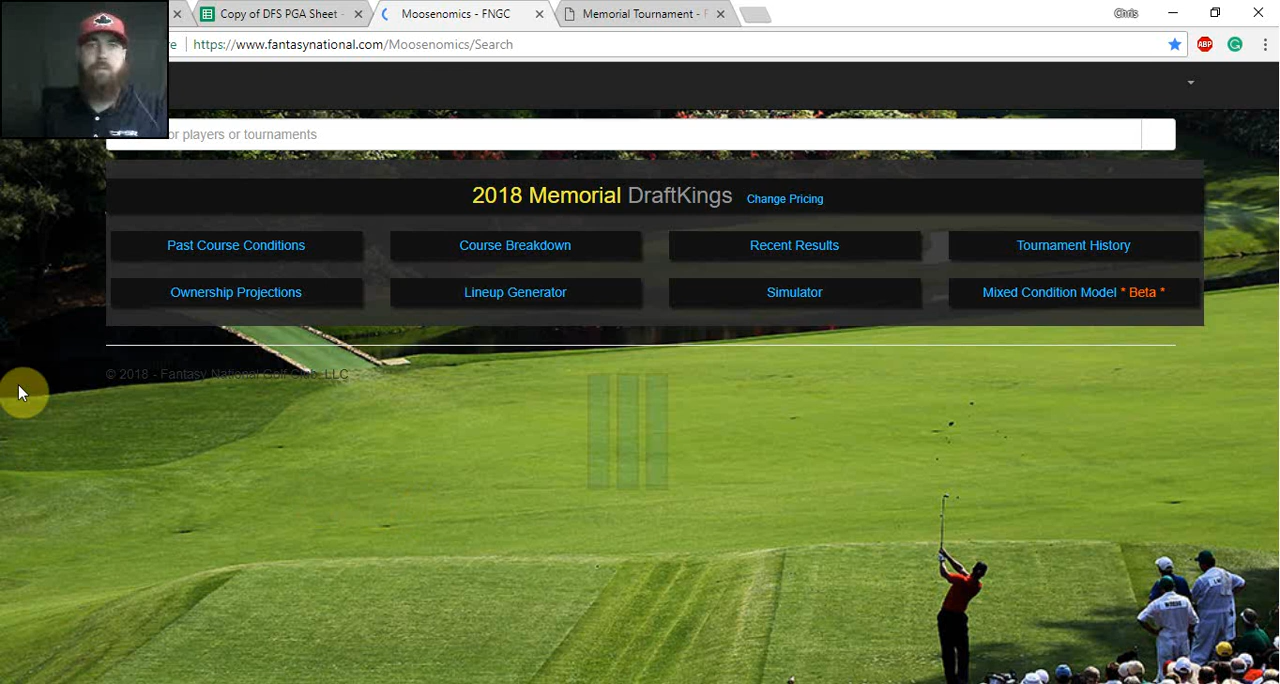 Copy of DFS PGA Sheet -
Moosenomics - FNGC
Memorial Tournament - F
Chris
https://www.fantasynational.com/Moosenomics/Search
ABP
or players or tournaments
2018 Memorial DraftKings Change Pricing
Past Course Conditions
Course Breakdown
Recent Results
Tournament History
Ownership Projections
Lineup Generator
Simulator
Mixed Condition Model * Beta *
© 2018 - Fantasy National Golf Club, LLC